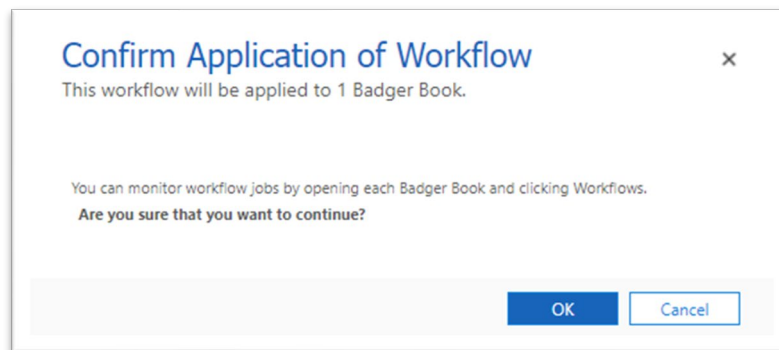 Confirm Application of Workflow
This workflow will be applied to 1 Badger Book.
You can monitor workflow jobs by opening each Badger Book and clicking Workflows.
Are you sure that you want to continue?
OK
Cancel